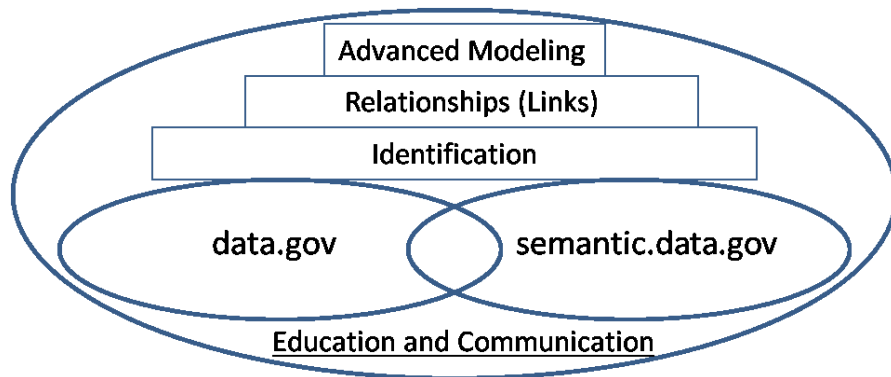 Advanced Modeling
Relationships (Links)
Identification
data.gov
semantic.data.gov
Education and Communication